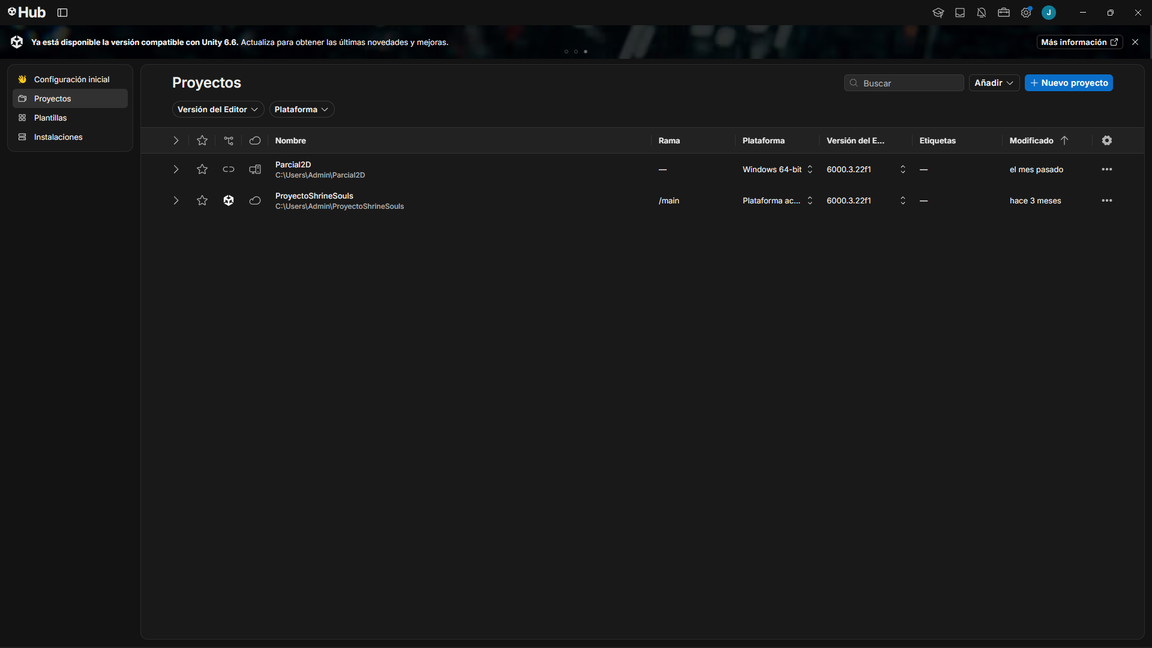 Hub
J
Ya está disponible la versión compatible con Unity 6.6. Actualiza para obtener las últimas novedades y mejoras.
Más información
Configuración inicial
Proyectos
Plantillas
Instalaciones
Proyectos
Buscar
Añadir
+ Nuevo proyecto
Versión del Editor
Plataforma
Nombre Rama Plataforma Versión del E... Etiquetas Modificado
Parcial2D
C:\Users\Admin\Parcial2D
— Windows 64-bit 6000.3.22f1 — el mes pasado
ProyectoShrineSouls
C:\Users\Admin\ProyectoShrineSouls
/main Plataforma ac... 6000.3.22f1 — hace 3 meses